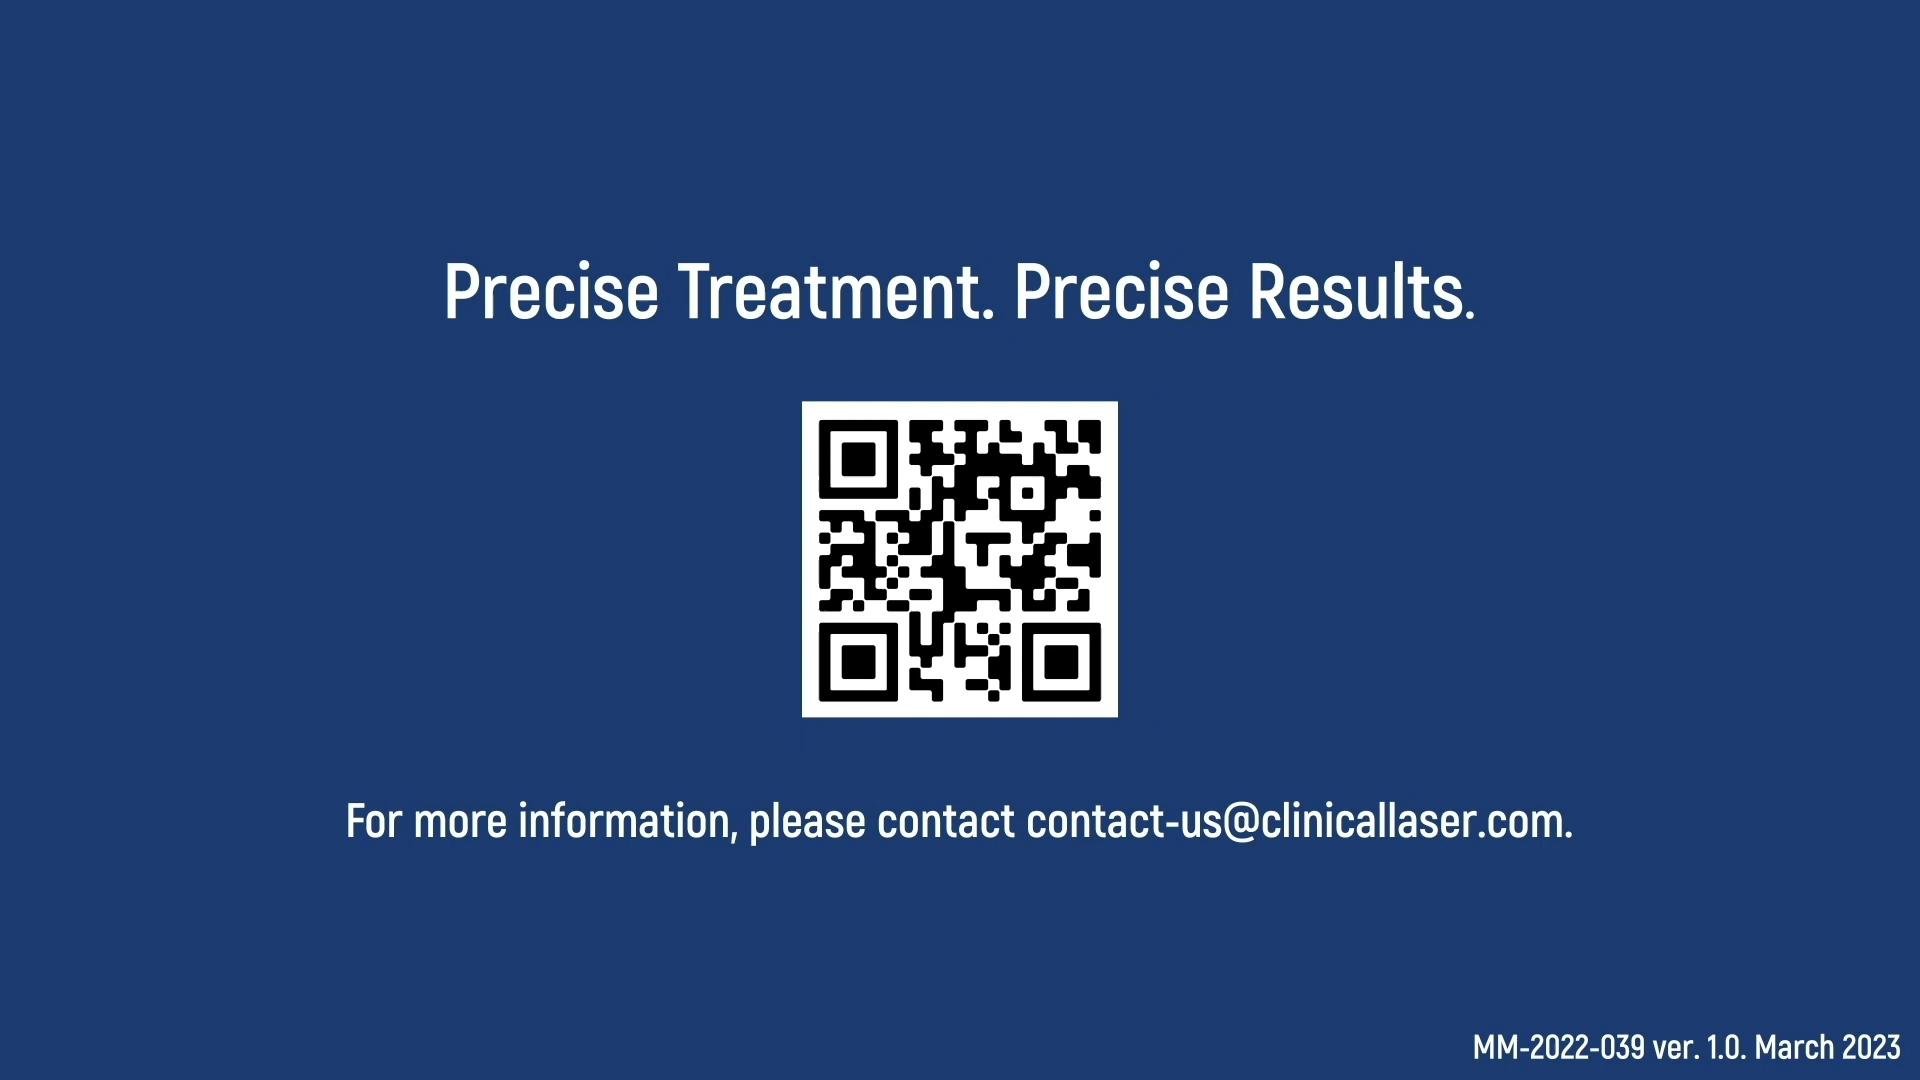 Precise Treatment. Precise Results.
For more information, please contact contact-us@clinicallaser.com.
MM-2022-039 ver. 1.0. March 2023